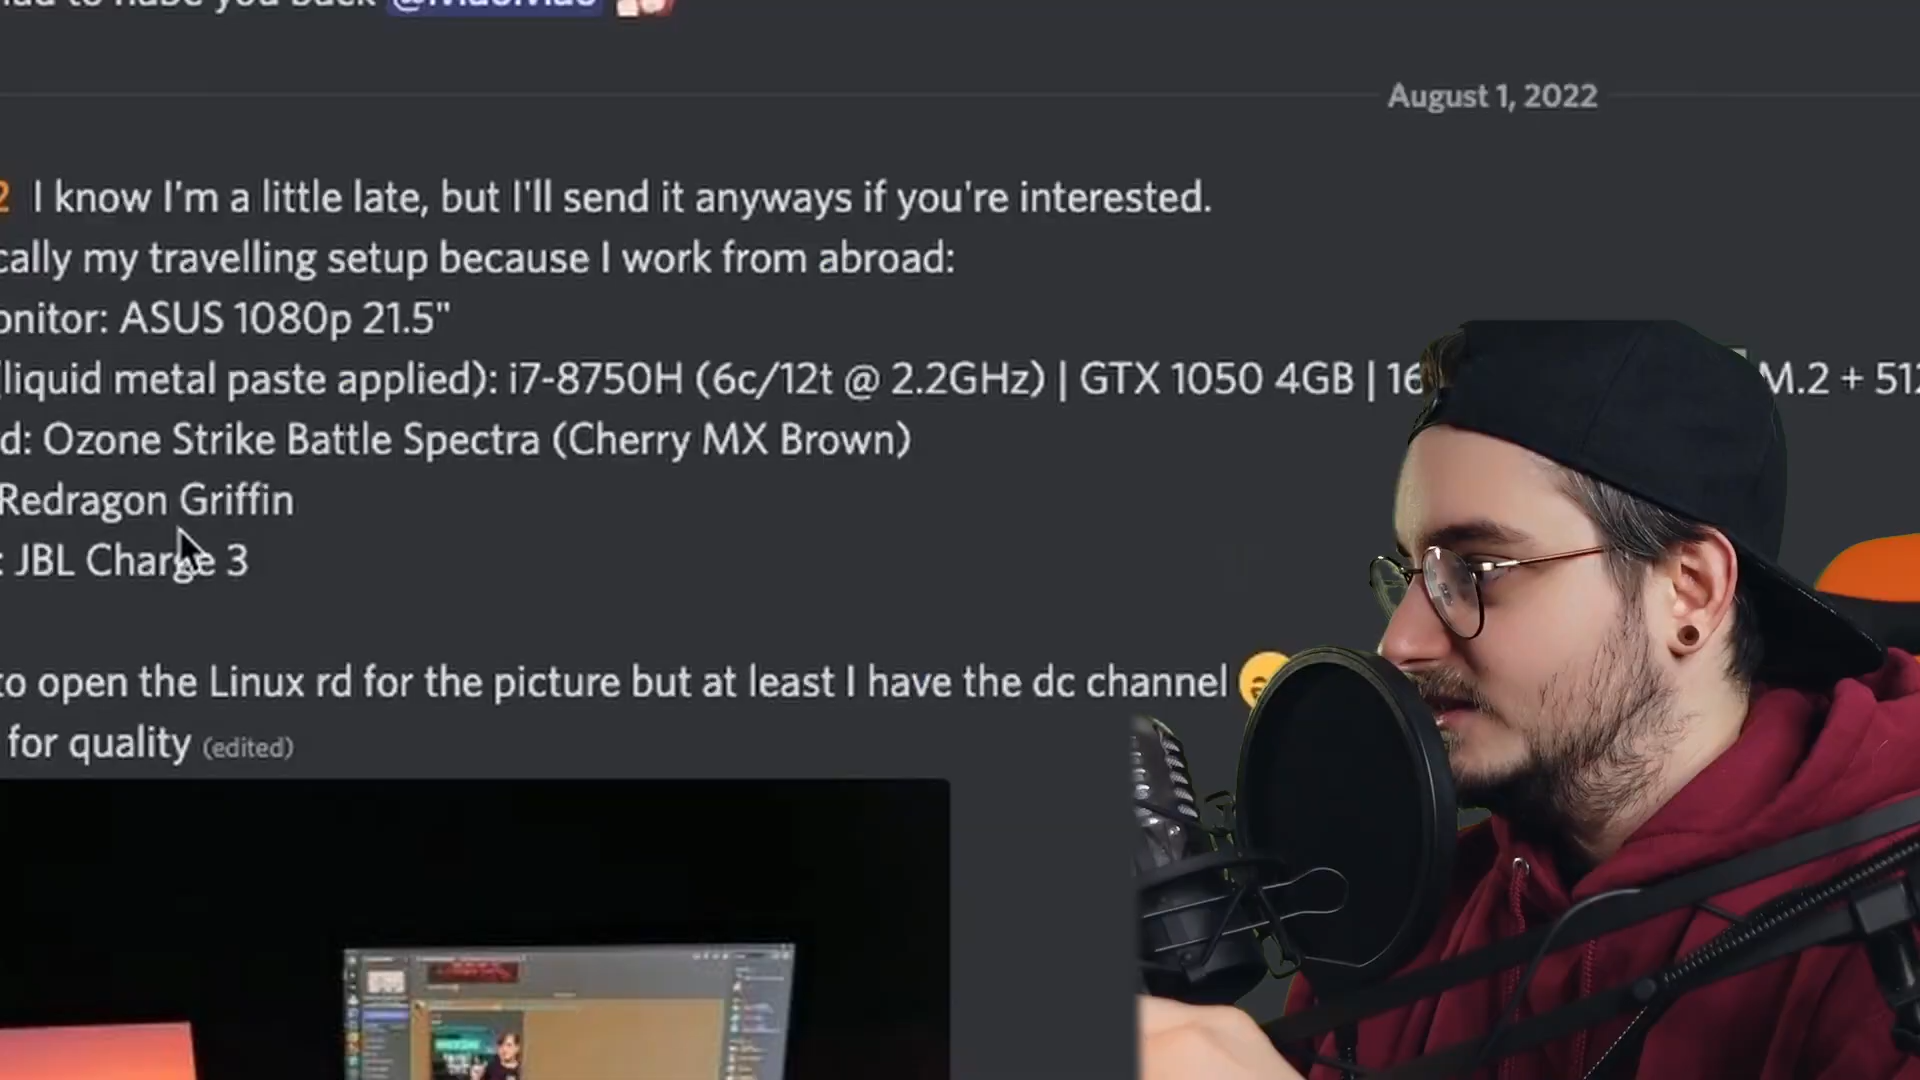 August 1, 2022
I know I'm a little late, but I'll send it anyways if you're interested.
my travelling setup because I work from abroad:
ASUS 1080p 21.5"
(liquid metal paste applied): i7-8750H (6c/12t @ 2.2GHz) | GTX 1050 4GB | 16 M.2 + 512
Ozone Strike Battle Spectra (Cherry MX Brown)
Redragon Griffin
: JBL Charge 3
to open the Linux rd for the picture but at least I have the dc channel
for quality (edited)